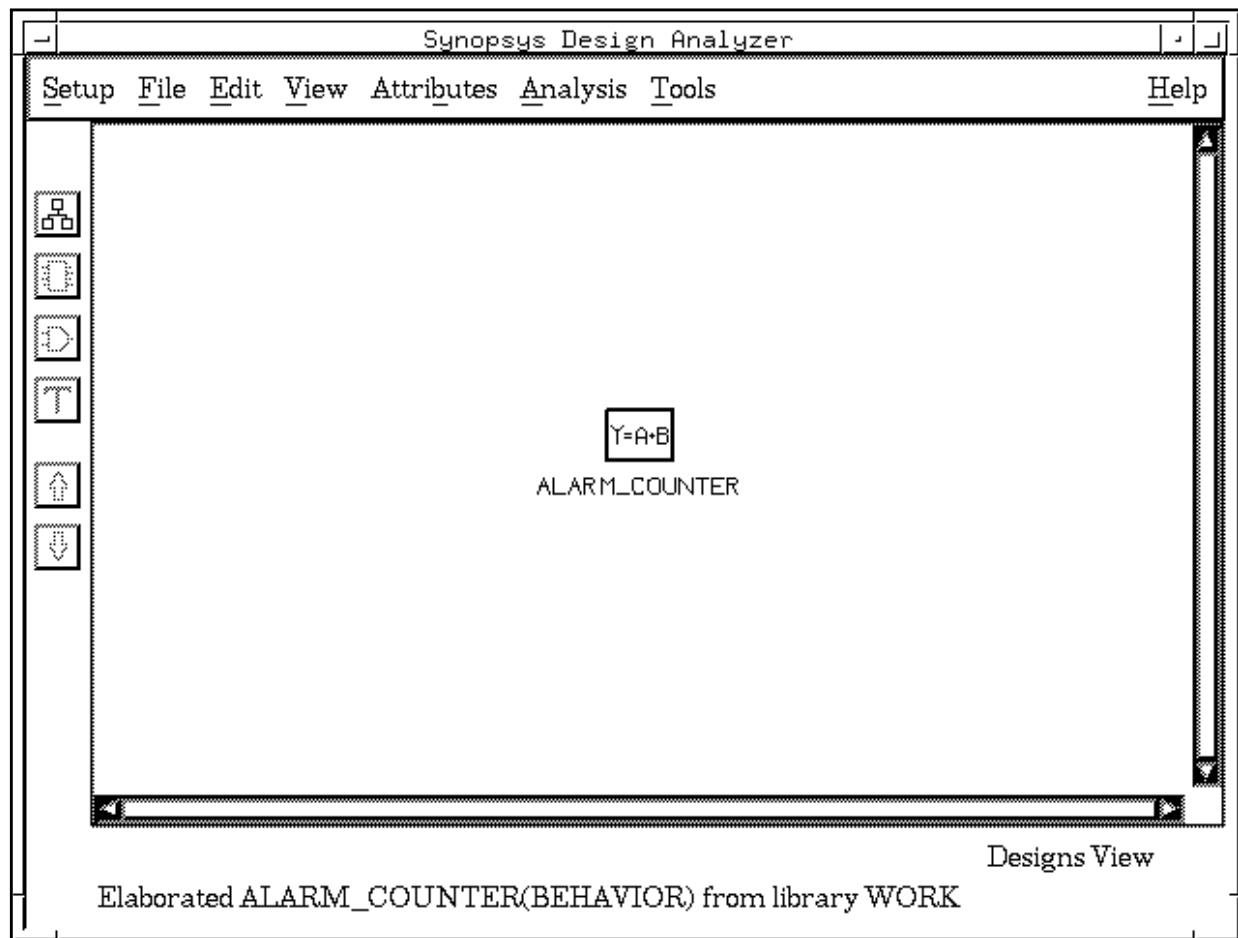 Synopsys Design Analyzer
Setup File Edit View Attributes Analysis Tools Help
T
Y=A+B
ALARM_COUNTER
Designs View
Elaborated ALARM_COUNTER(BEHAVIOR) from library WORK